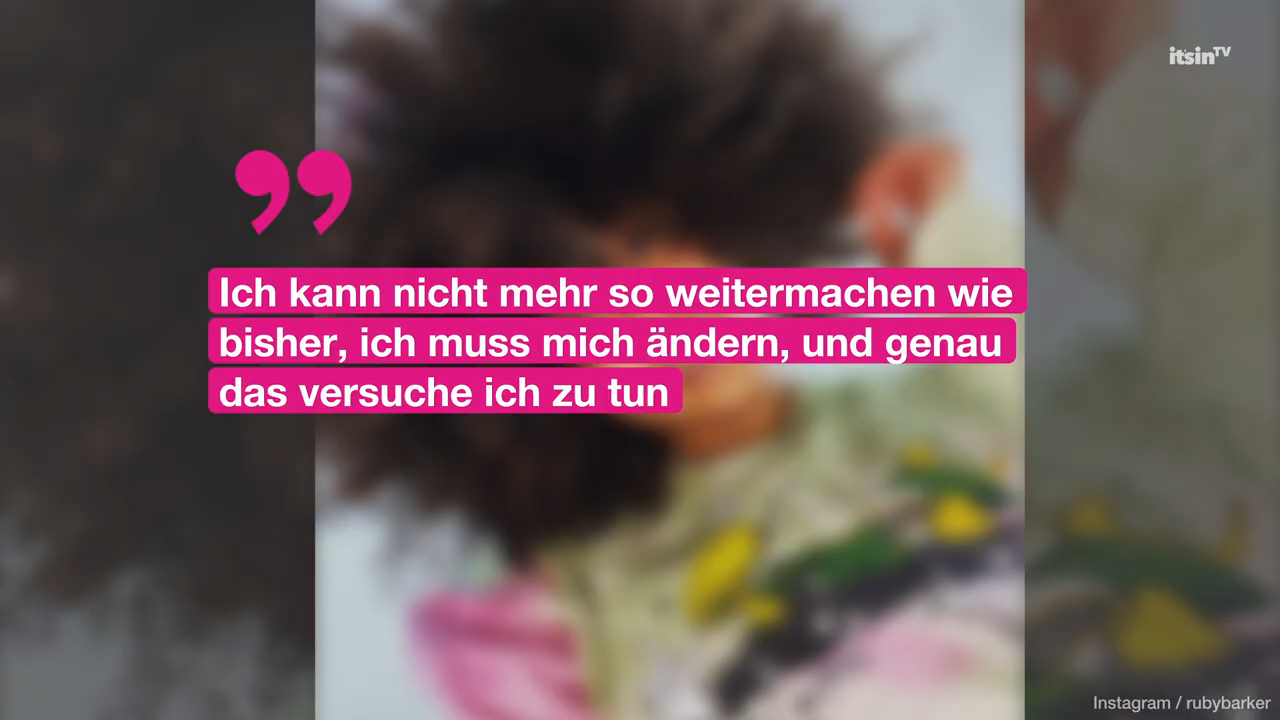 itsinTV
Ich kann nicht mehr so weitermachen wie
bisher, ich muss mich ändern, und genau
das versuche ich zu tun
Instagram / rubybarker